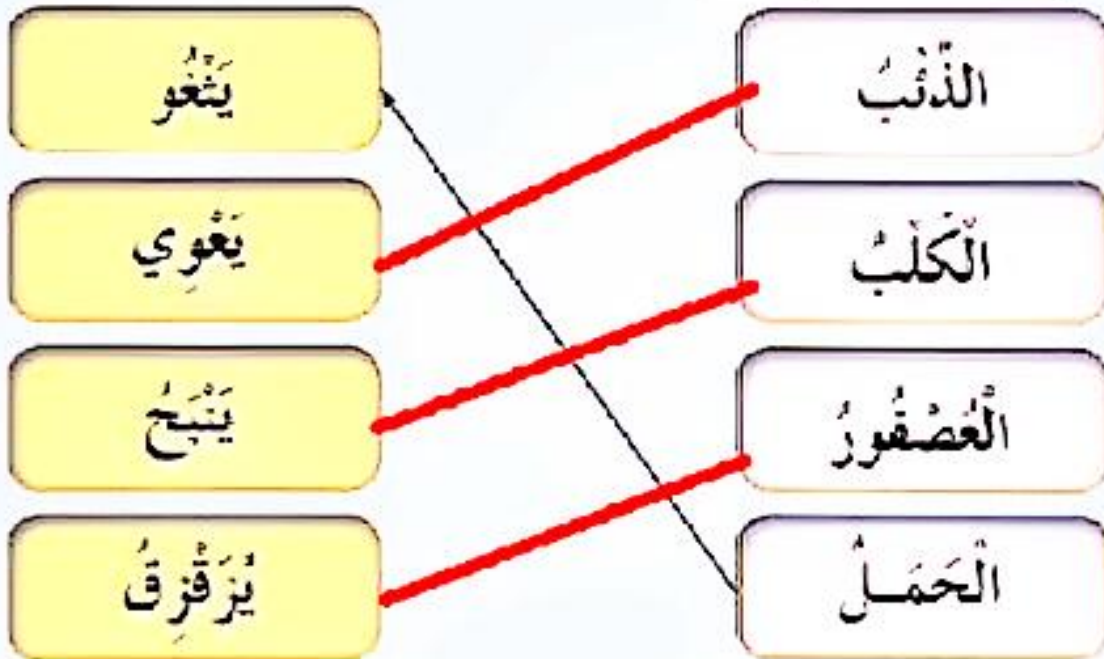 الذِّئْبُ
يَثْغُو
الْكَلْبُ
يَعْوِي
الْعُصْفُورُ
يَنْبَحُ
الْحَمَلُ
يُزَقْزِقُ